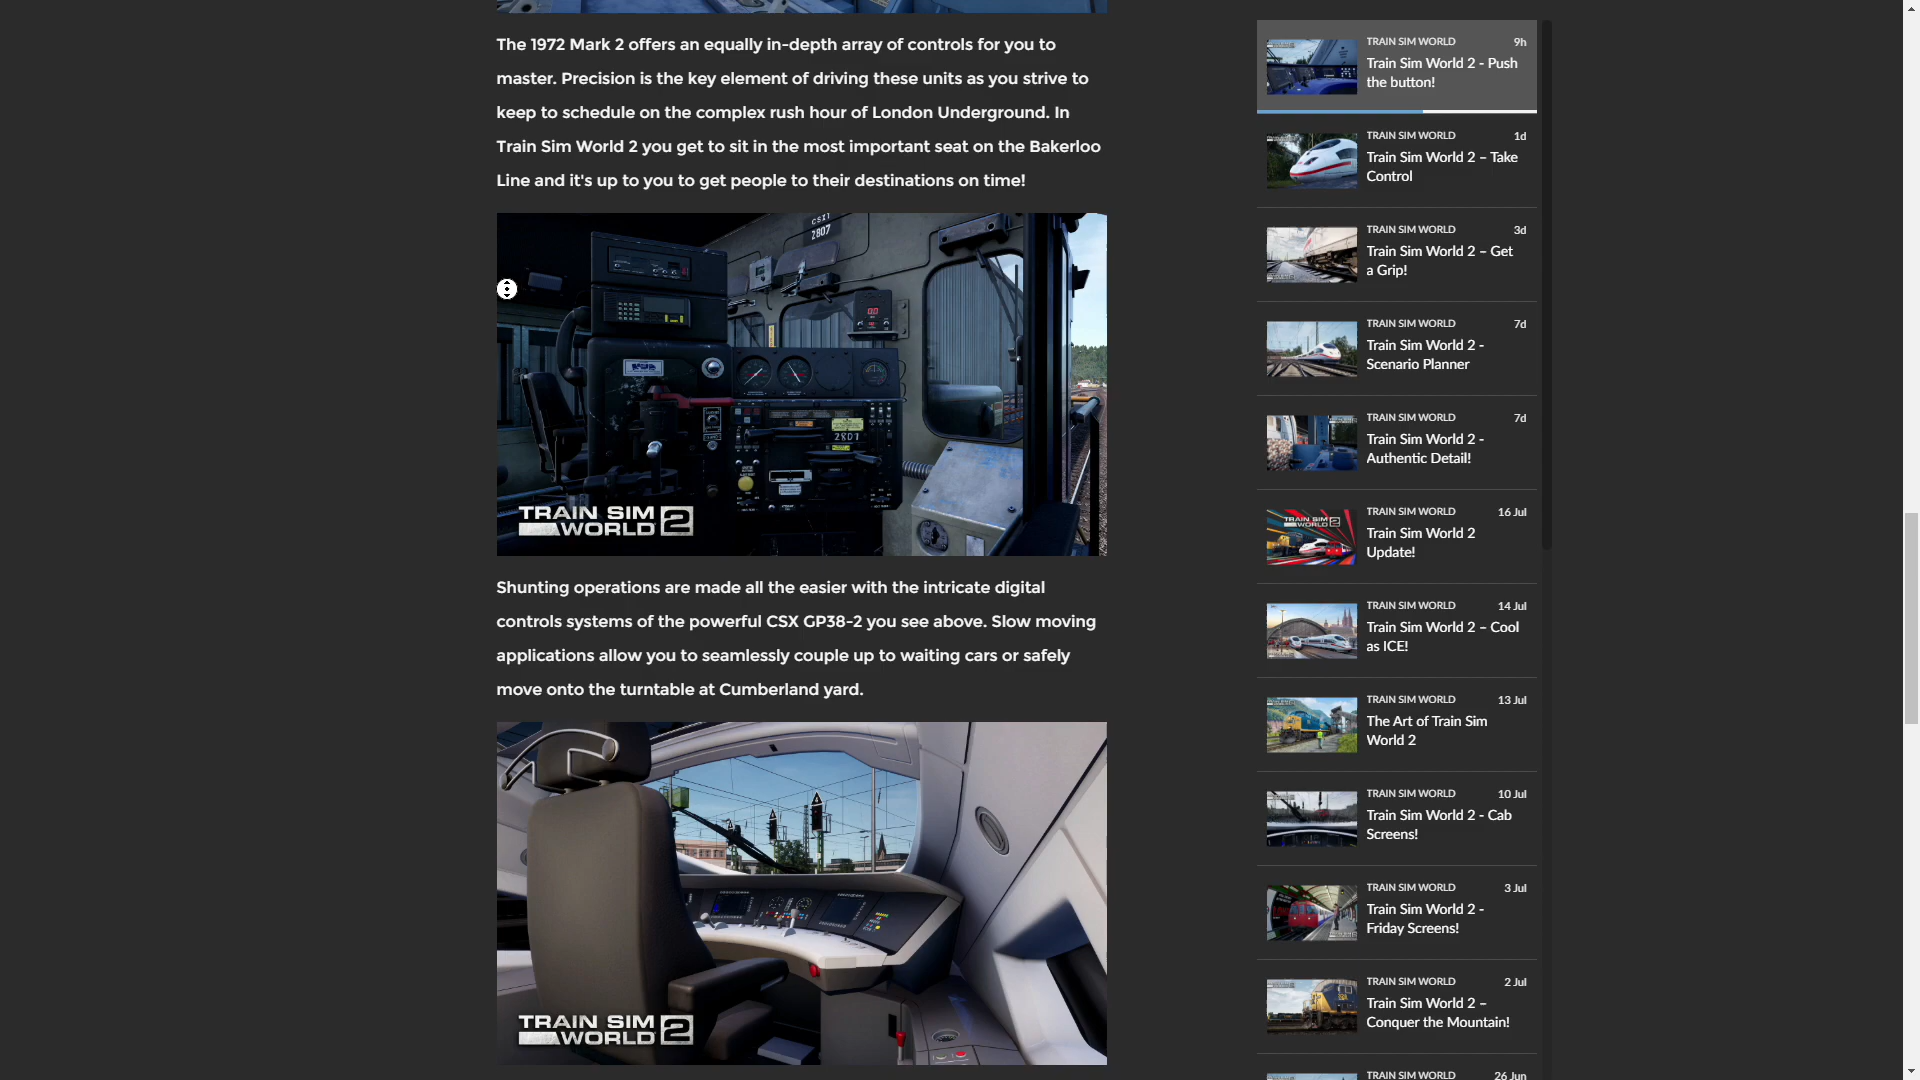 The 1972 Mark 2 offers an equally in-depth array of controls for you to
master. Precision is the key element of driving these units as you strive to
keep to schedule on the complex rush hour of London Underground. In
Train Sim World 2 you get to sit in the most important seat on the Bakerloo
Line and it's up to you to get people to their destinations on time!
CSXT
2807
2807
TRAIN SIM
WORLD 2
Shunting operations are made all the easier with the intricate digital
controls systems of the powerful CSX GP38-2 you see above. Slow moving
applications allow you to seamlessly couple up to waiting cars or safely
move onto the turntable at Cumberland yard.
TRAIN SIM
WORLD 2
TRAIN SIM WORLD 9h
Train Sim World 2 - Push
the button!
TRAIN SIM WORLD 1d
Train Sim World 2 – Take
Control
TRAIN SIM WORLD 3d
Train Sim World 2 – Get
a Grip!
TRAIN SIM WORLD 7d
Train Sim World 2 -
Scenario Planner
TRAIN SIM WORLD 7d
Train Sim World 2 -
Authentic Detail!
TRAIN SIM WORLD 16 Jul
Train Sim World 2
Update!
TRAIN SIM
WORLD 2
TRAIN SIM WORLD 14 Jul
Train Sim World 2 – Cool
as ICE!
TRAIN SIM WORLD 13 Jul
The Art of Train Sim
World 2
TRAIN SIM WORLD 10 Jul
Train Sim World 2 - Cab
Screens!
TRAIN SIM WORLD 3 Jul
Train Sim World 2 -
Friday Screens!
TRAIN SIM WORLD 2 Jul
Train Sim World 2 –
Conquer the Mountain!
TRAIN SIM WORLD 26 Jun